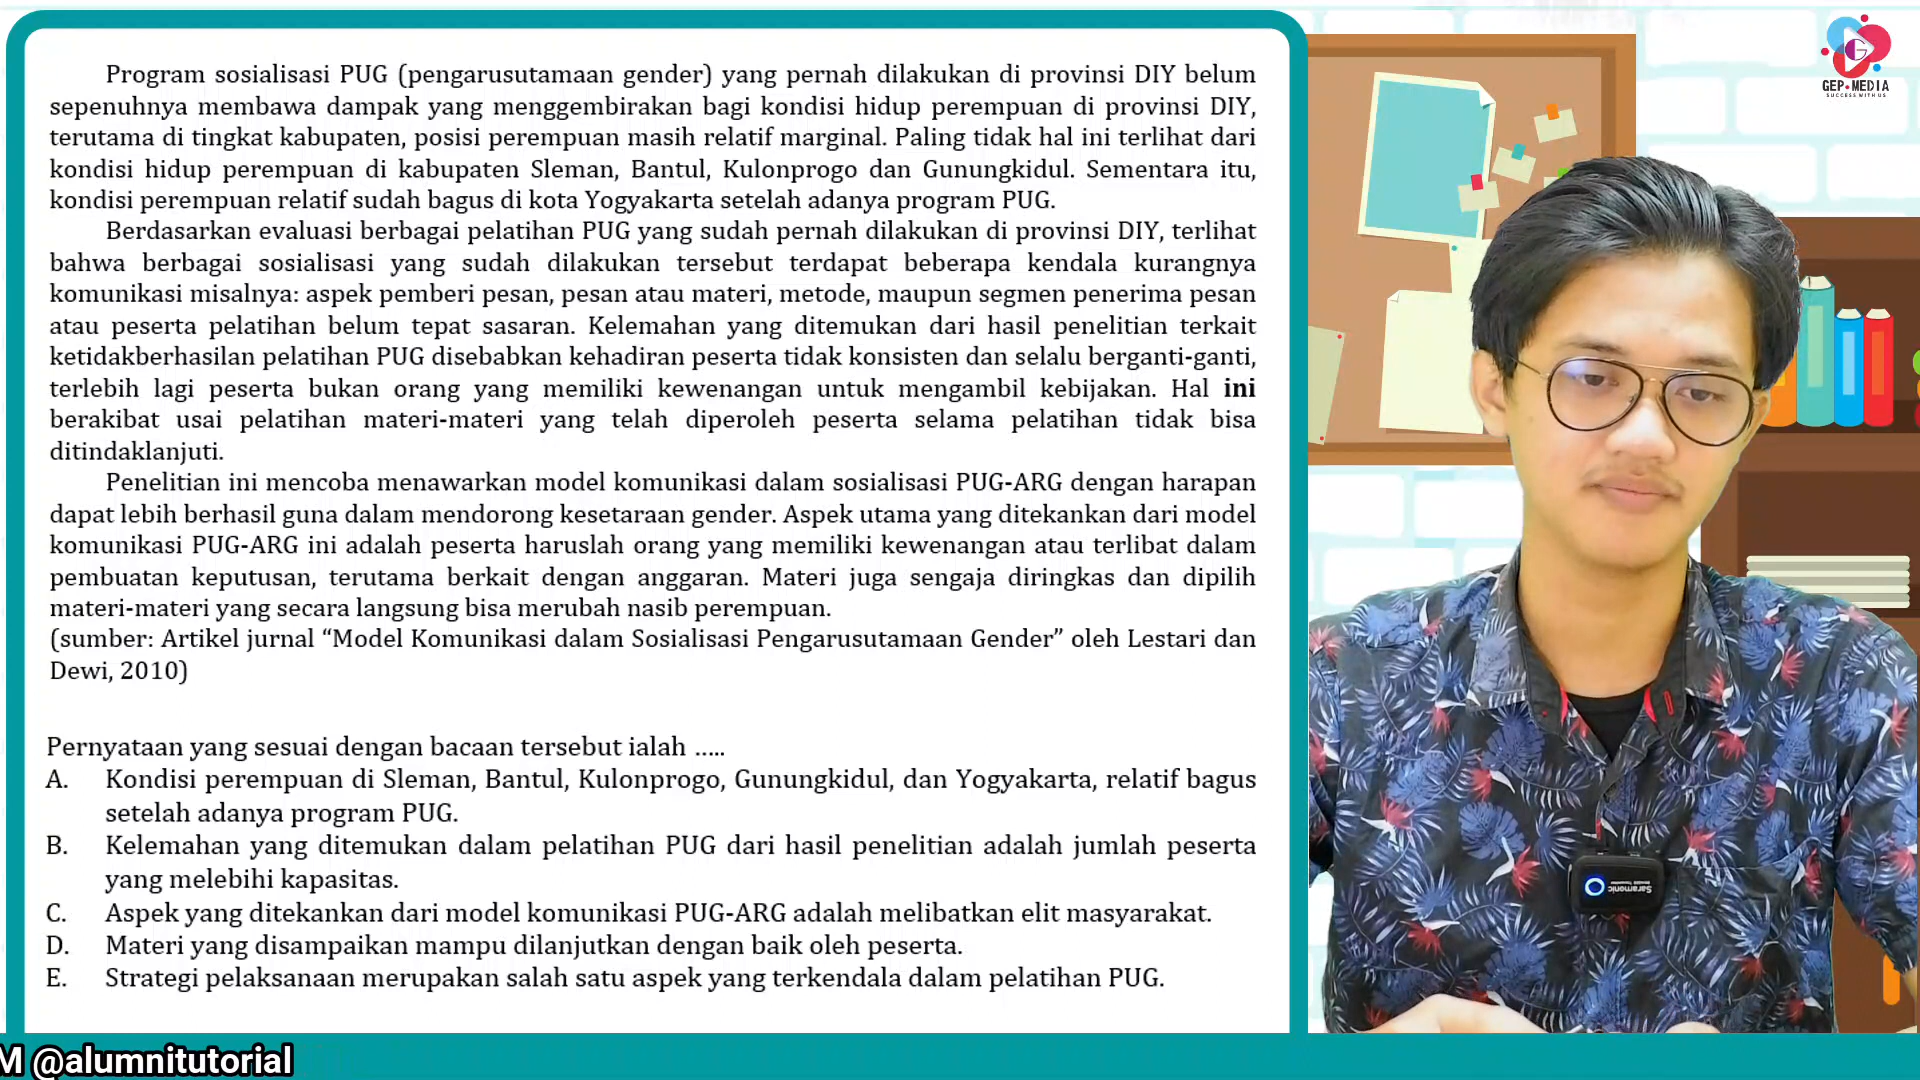 Program sosialisasi PUG (pengarusutamaan gender) yang pernah dilakukan di provinsi DIY belum
sepenuhnya membawa dampak yang menggembirakan bagi kondisi hidup perempuan di provinsi DIY,
terutama di tingkat kabupaten, posisi perempuan masih relatif marginal. Paling tidak hal ini terlihat dari
kondisi hidup perempuan di kabupaten Sleman, Bantul, Kulonprogo dan Gunungkidul. Sementara itu,
kondisi perempuan relatif sudah bagus di kota Yogyakarta setelah adanya program PUG.
Berdasarkan evaluasi berbagai pelatihan PUG yang sudah pernah dilakukan di provinsi DIY, terlihat
bahwa berbagai sosialisasi yang sudah dilakukan tersebut terdapat beberapa kendala kurangnya
komunikasi misalnya: aspek pemberi pesan, pesan atau materi, metode, maupun segmen penerima pesan
atau peserta pelatihan belum tepat sasaran. Kelemahan yang ditemukan dari hasil penelitian terkait
ketidakberhasilan pelatihan PUG disebabkan kehadiran peserta tidak konsisten dan selalu berganti-ganti,
terlebih lagi peserta bukan orang yang memiliki kewenangan untuk mengambil kebijakan. Hal ini
berakibat usai pelatihan materi-materi yang telah diperoleh peserta selama pelatihan tidak bisa
ditindaklanjuti.
Penelitian ini mencoba menawarkan model komunikasi dalam sosialisasi PUG-ARG dengan harapan
dapat lebih berhasil guna dalam mendorong kesetaraan gender. Aspek utama yang ditekankan dari model
komunikasi PUG-ARG ini adalah peserta haruslah orang yang memiliki kewenangan atau terlibat dalam
pembuatan keputusan, terutama berkait dengan anggaran. Materi juga sengaja diringkas dan dipilih
materi-materi yang secara langsung bisa merubah nasib perempuan.
(sumber: Artikel jurnal “Model Komunikasi dalam Sosialisasi Pengarusutamaan Gender” oleh Lestari dan
Dewi, 2010)
Pernyataan yang sesuai dengan bacaan tersebut ialah .....
A. Kondisi perempuan di Sleman, Bantul, Kulonprogo, Gunungkidul, dan Yogyakarta, relatif bagus
setelah adanya program PUG.
B. Kelemahan yang ditemukan dalam pelatihan PUG dari hasil penelitian adalah jumlah peserta
yang melebihi kapasitas.
C. Aspek yang ditekankan dari model komunikasi PUG-ARG adalah melibatkan elit masyarakat.
D. Materi yang disampaikan mampu dilanjutkan dengan baik oleh peserta.
E. Strategi pelaksanaan merupakan salah satu aspek yang terkendala dalam pelatihan PUG.
M @alumnitutorial
G
GEP MEDIA
SUCCESS WITH US
Saramonic